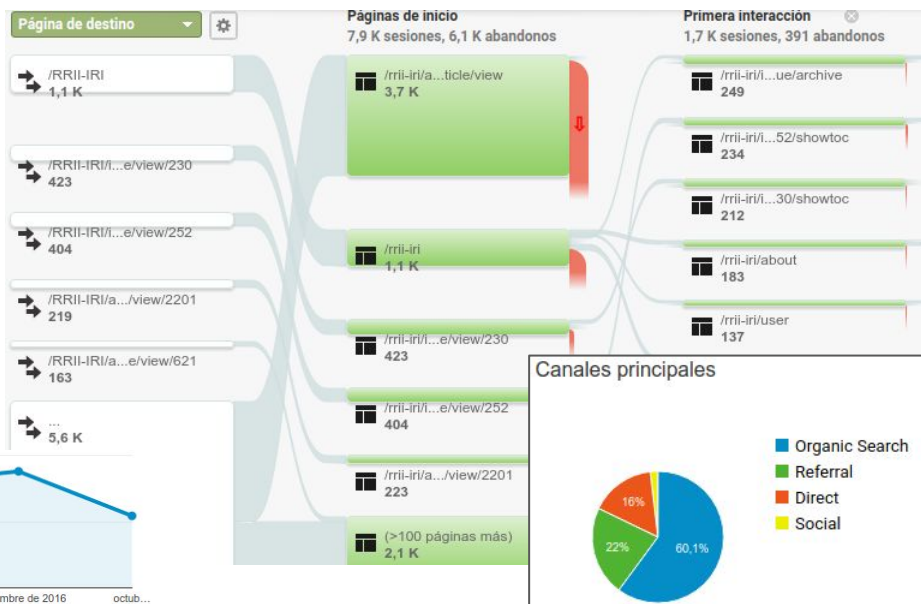 Página de destino
/RRII-IRI
1,1 K
/RRII-IRI/i...e/view/230
423
/RRII-IRI/i...e/view/252
404
/RRII-IRI/a.../view/2201
219
/RRII-IRI/a...e/view/621
163
...
5,6 K
Páginas de inicio
7,9 K sesiones, 6,1 K abandonos
/rrii-iri/a...ticle/view
3,7 K
/rrii-iri
1,1 K
/rrii-iri/i...e/view/230
423
/rrii-iri/i...e/view/252
404
/rrii-iri/a.../view/2201
223
(>100 páginas más)
2,1 K
Primera interacción
1,7 K sesiones, 391 abandonos
/rrii-iri/i...ue/archive
249
/rrii-iri/i...52/showtoc
234
/rrii-iri/i...30/showtoc
212
/rrii-iri/about
183
/rrii-iri/user
137
Canales principales
Organic Search
Referral
Direct
Social
16%
22%
60,1%
mbre de 2016
octub...